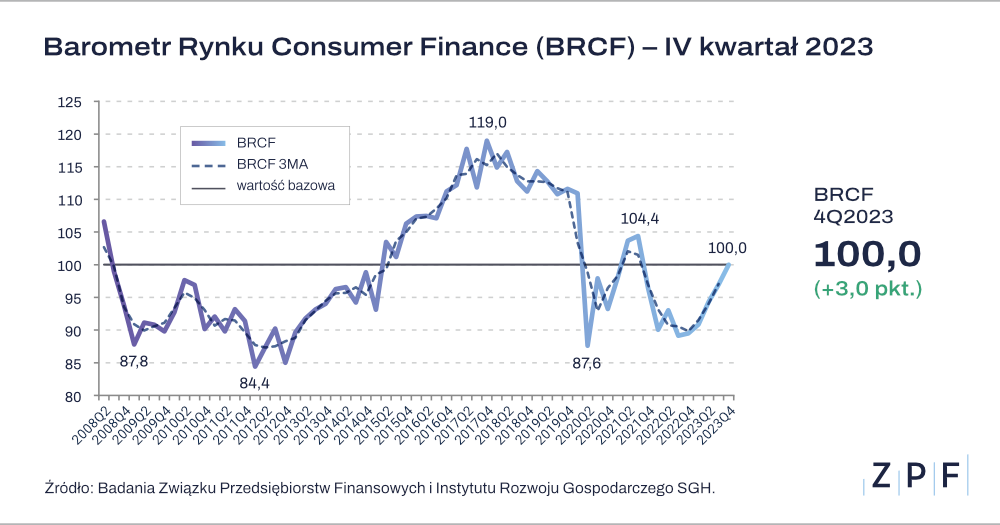 Barometr Rynku Consumer Finance (BRCF) – IV kwartał 2023
125
120
115
110
105
100
95
90
85
80
BRCF
BRCF 3MA
wartość bazowa
119,0
104,4
100,0
87,8
84,4
87,6
2008Q2
2008Q4
2009Q2
2009Q4
2010Q2
2010Q4
2011Q2
2011Q4
2012Q2
2012Q4
2013Q2
2013Q4
2014Q2
2014Q4
2015Q2
2015Q4
2016Q2
2016Q4
2017Q2
2017Q4
2018Q2
2018Q4
2019Q2
2019Q4
2020Q2
2020Q4
2021Q2
2021Q4
2022Q2
2022Q4
2023Q2
2023Q4
BRCF
4Q2023
100,0
(+3,0 pkt.)
Źródło: Badania Związku Przedsiębiorstw Finansowych i Instytutu Rozwoju Gospodarczego SGH.
Z P F